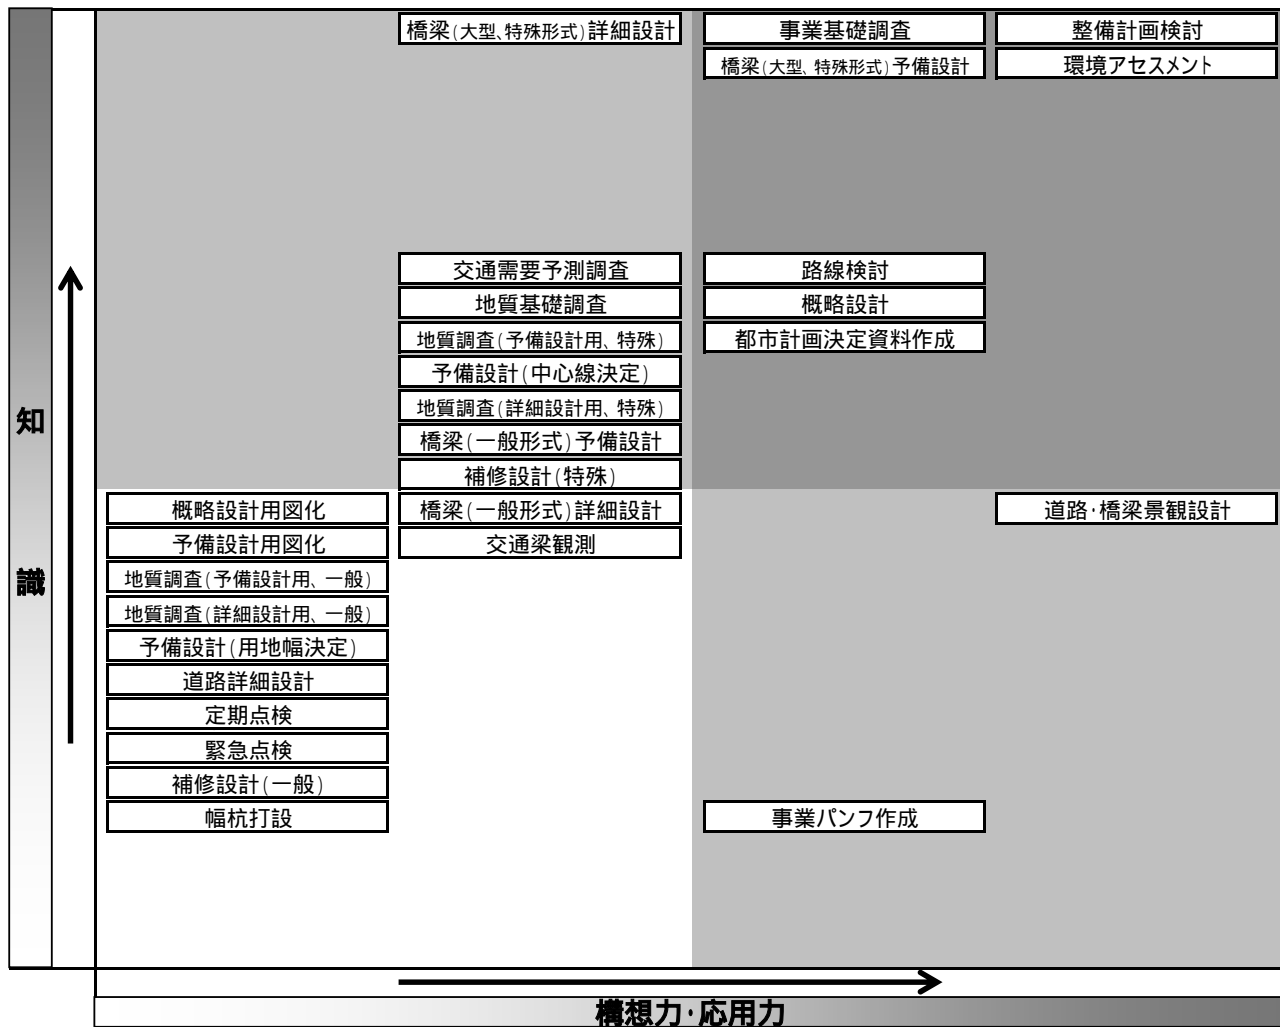 橋梁(大型、特殊形式)詳細設計
事業基礎調査
整備計画検討
橋梁(大型、特殊形式)予備設計
環境アセスメント
交通需要予測調査
路線検討
地質基礎調査
概略設計
地質調査(予備設計用、特殊)
都市計画決定資料作成
予備設計(中心線決定)
地質調査(詳細設計用、特殊)
橋梁(一般形式)予備設計
補修設計(特殊)
概略設計用図化
橋梁(一般形式)詳細設計
道路・橋梁景観設計
予備設計用図化
交通梁観測
地質調査(予備設計用、一般)
地質調査(詳細設計用、一般)
予備設計(用地幅決定)
道路詳細設計
定期点検
緊急点検
補修設計(一般)
幅杭打設
事業パンフ作成
知
識
構想力・応用力